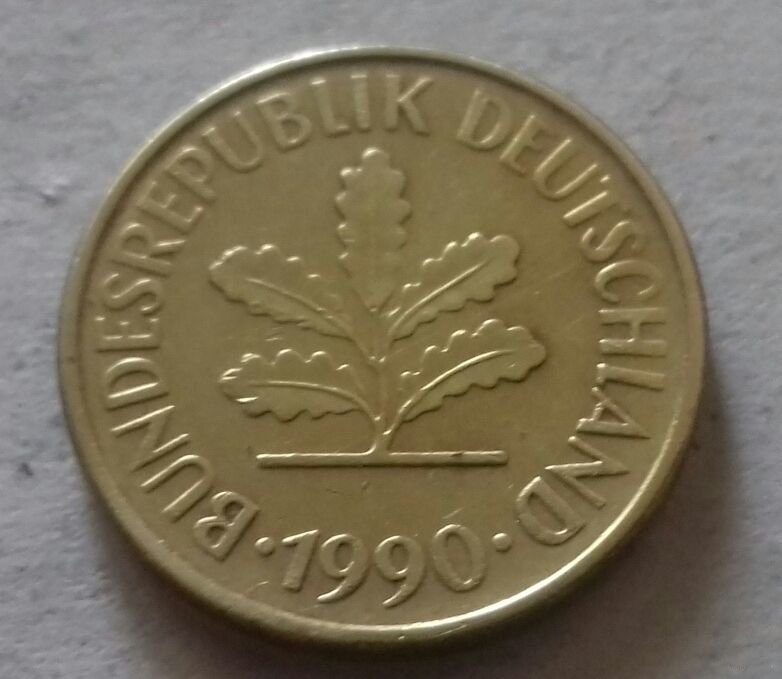 BUNDESREPUBLIK DEUTSCHLAND
· 1990 ·